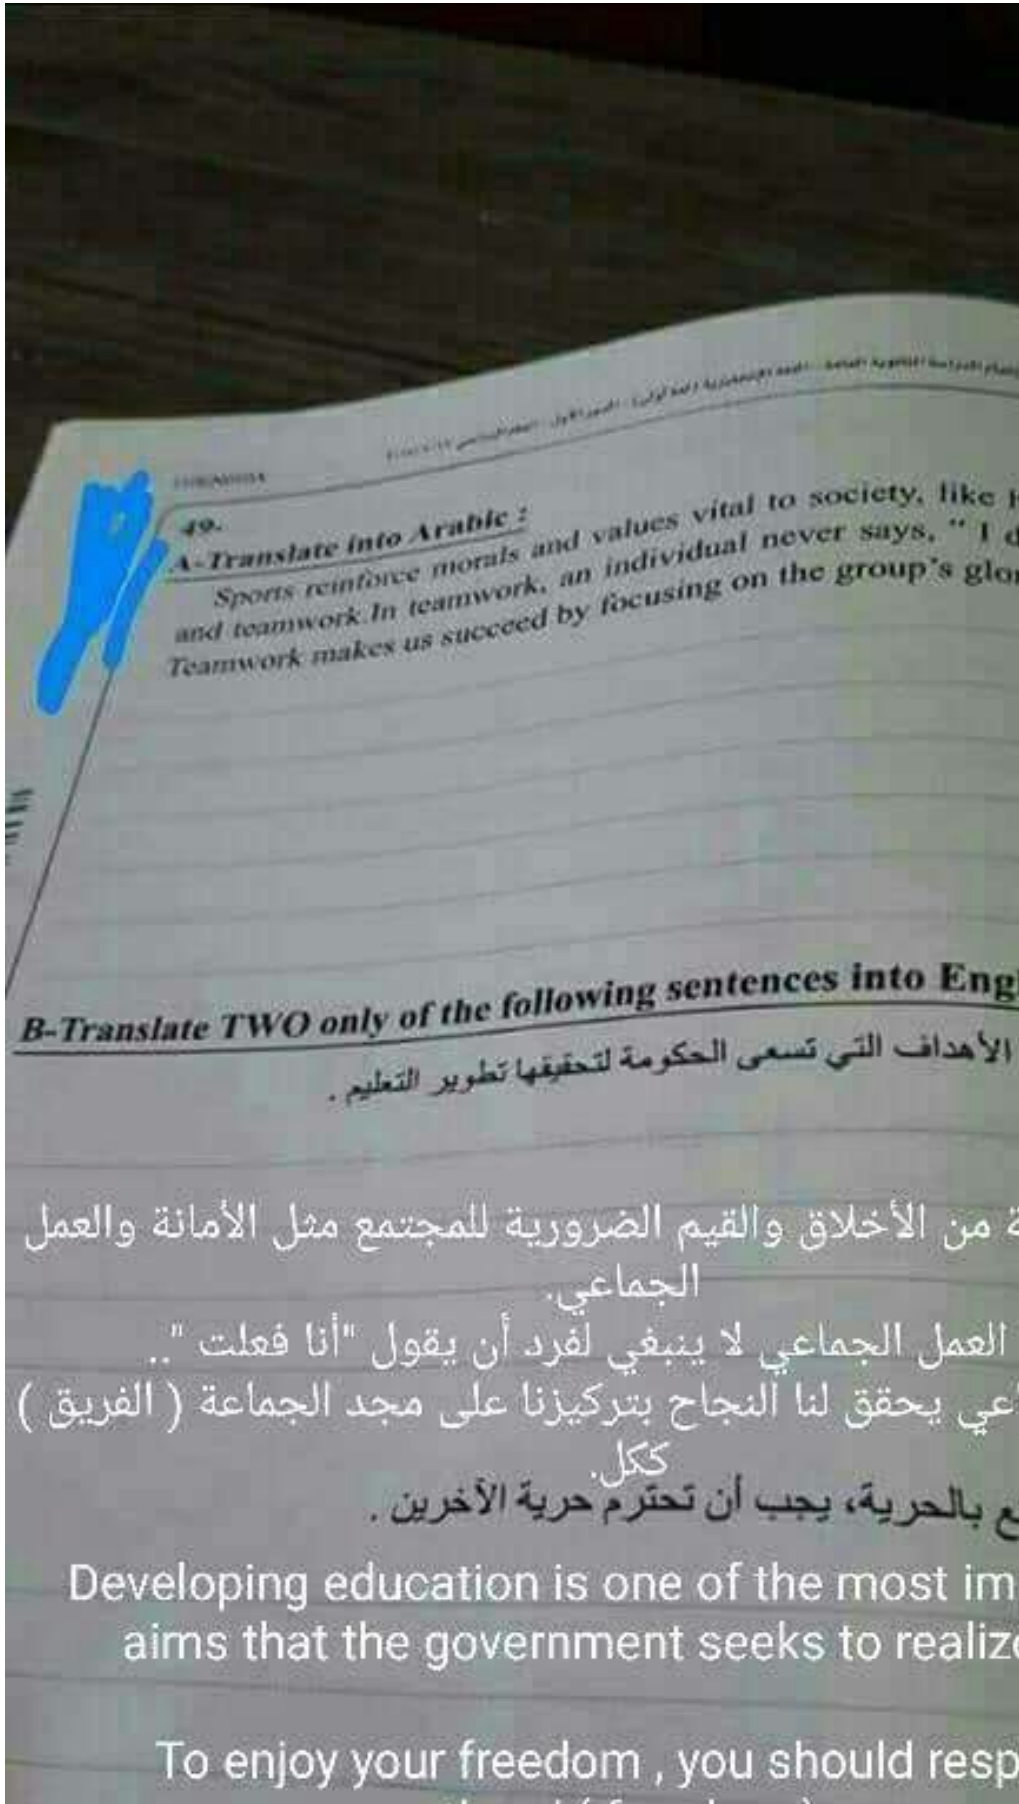 49.
A-Translate into Arabic :
Sports reinforce morals and values vital to society, like
and teamwork.In teamwork, an individual never says, " I d
Teamwork makes us succeed by focusing on the group's glor
B-Translate TWO only of the following sentences into Eng
الأهداف التي تسعى الحكومة لتحقيقها تطوير التعليم .
ة من الأخلاق والقيم الضرورية للمجتمع مثل الأمانة والعمل
الجماعي.
العمل الجماعي لا ينبغي لفرد أن يقول "أنا فعلت "..
عي يحقق لنا النجاح بتركيزنا على مجد الجماعة ( الفريق )
ككل.
ع بالحرية، يجب أن تحترم حرية الآخرين .
Developing education is one of the most im
aims that the government seeks to realize
To enjoy your freedom , you should resp